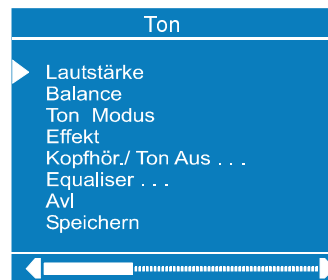 Ton
Lautstärke
Balance
Ton Modus
Effekt
Kopfhör./ Ton Aus . . .
Equaliser . . .
Avl
Speichern